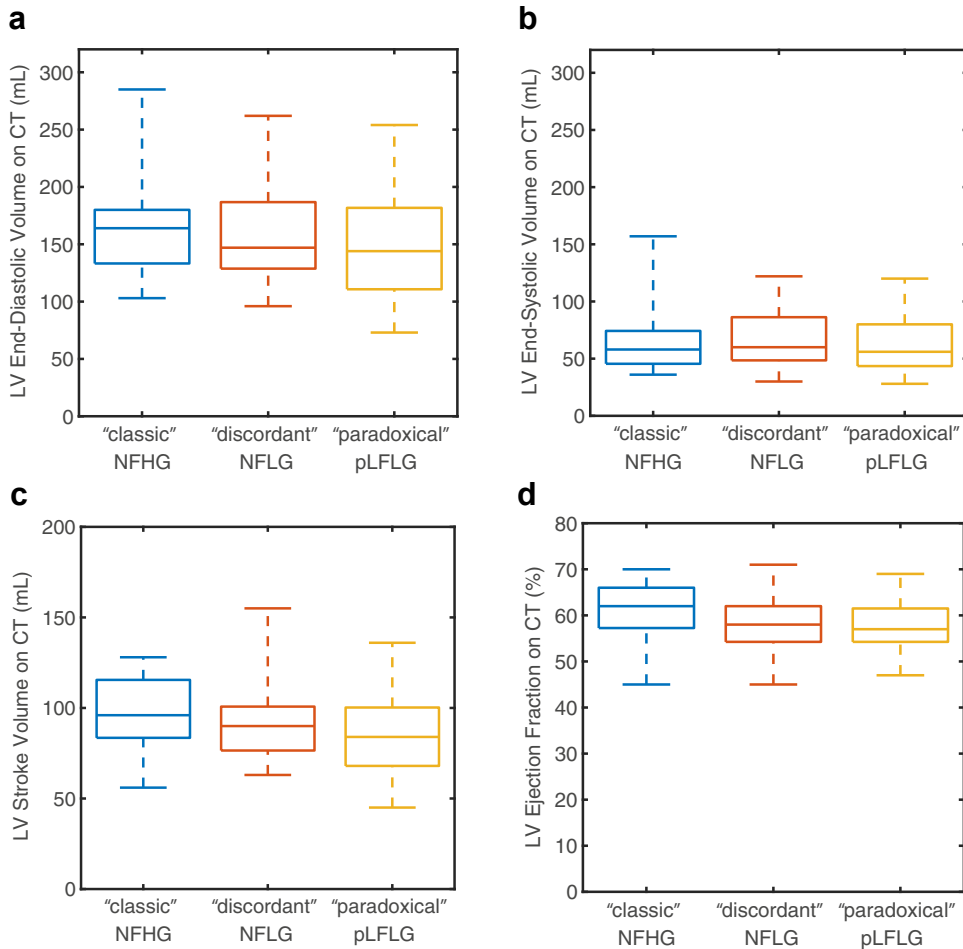 a
LV End-Diastolic Volume on CT (mL)
300
250
200
150
100
50
0
"classic" "discordant" "paradoxical"
NFHG NFLG pLFLG
b
LV End-Systolic Volume on CT (mL)
300
250
200
150
100
50
0
"classic" "discordant" "paradoxical"
NFHG NFLG pLFLG
c
LV Stroke Volume on CT (mL)
200
150
100
50
0
"classic" "discordant" "paradoxical"
NFHG NFLG pLFLG
d
LV Ejection Fraction on CT (%)
80
70
60
50
40
30
20
10
0
"classic" "discordant" "paradoxical"
NFHG NFLG pLFLG